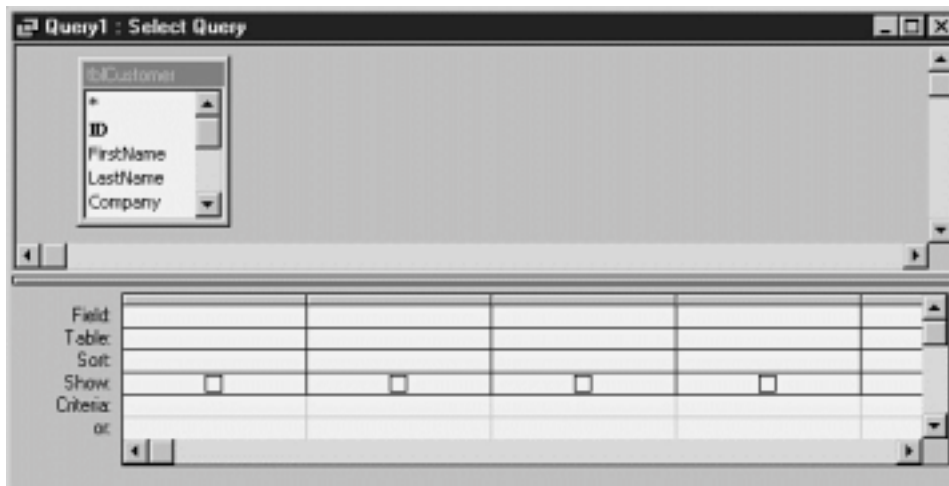 Query1 : Select Query
tblCustomer
*
ID
FirstName
LastName
Company
Field:
Table:
Sort:
Show:
Criteria:
or: